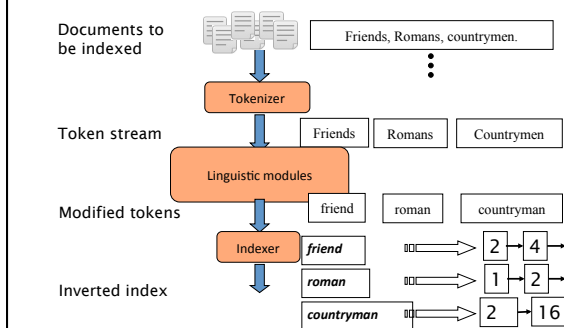 Documents to
be indexed
Friends, Romans, countrymen.
Tokenizer
Token stream
Friends Romans Countrymen
Linguistic modules
Modified tokens
friend roman countryman
Indexer
friend 2 4
roman 1 2
Inverted index
countryman 2 16